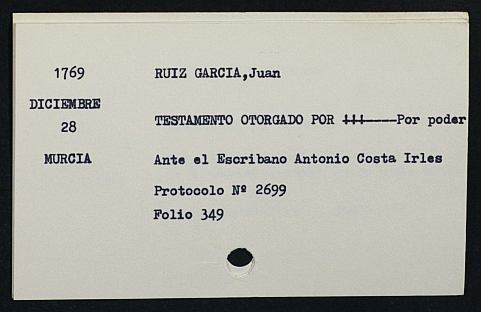 1769 RUIZ GARCIA,Juan
DICIEMBRE
28 TESTAMENTO OTORGADO POR +++----Por poder
MURCIA Ante el Escribano Antonio Costa Irles
Protocolo Nº 2699
Folio 349